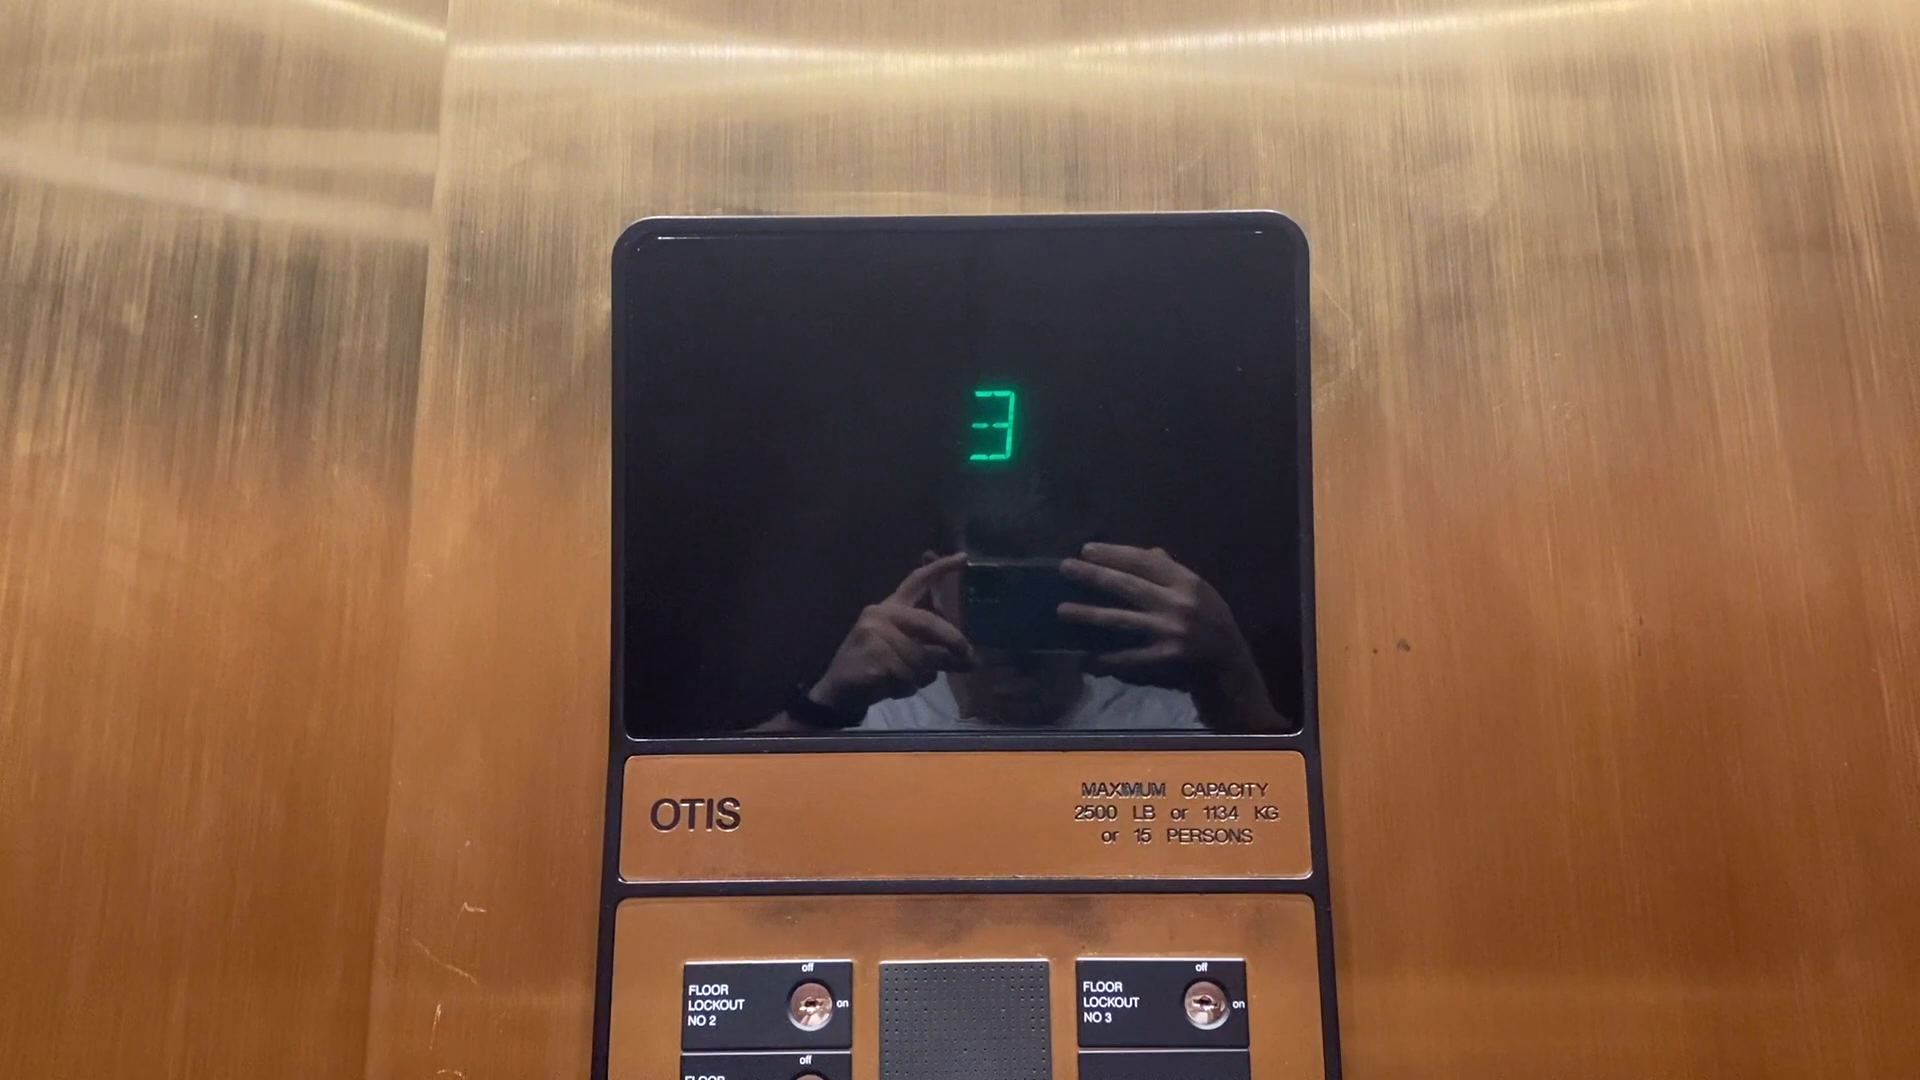 3
OTIS
MAXIMUM CAPACITY
2500 LB or 1134 KG
or 15 PERSONS
off
FLOOR
LOCKOUT
NO 2
on
off
FLOOR
LOCKOUT
NO 3
on
off
FLOOR